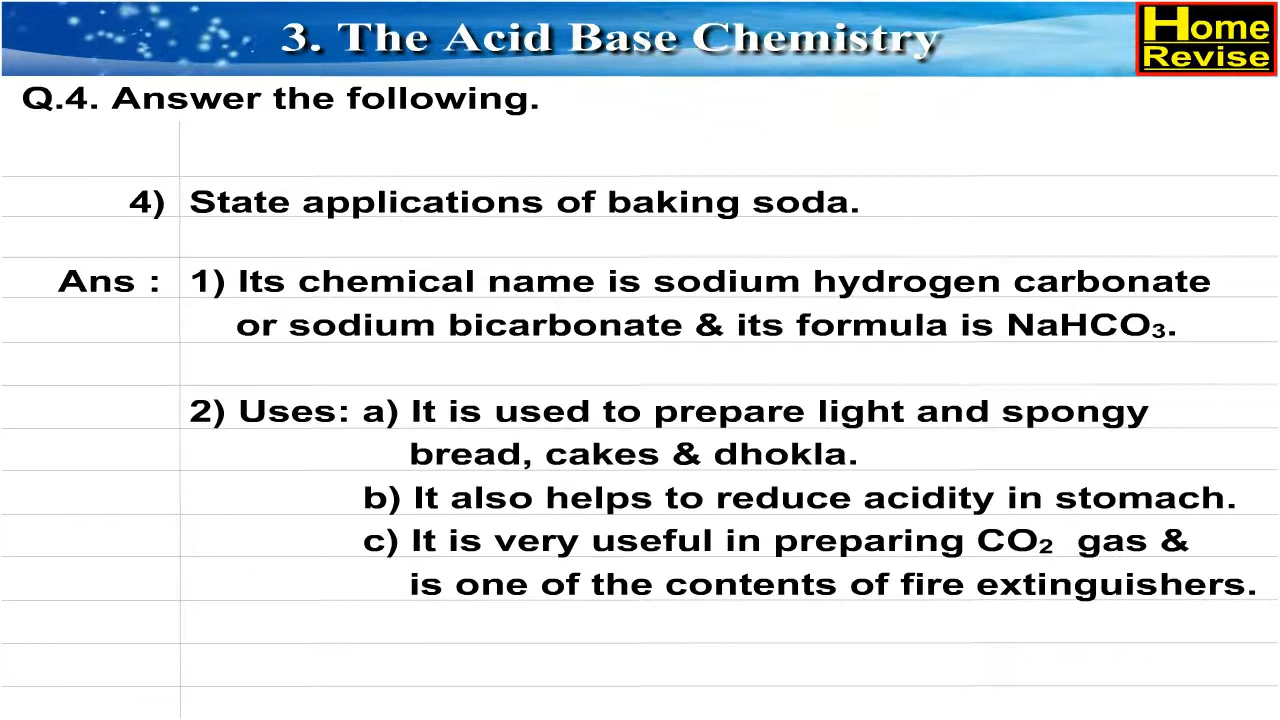 3. The Acid Base Chemistry
Home
Revise
Q.4. Answer the following.
4) State applications of baking soda.
Ans : 1) Its chemical name is sodium hydrogen carbonate
or sodium bicarbonate & its formula is NaHCO₃.
2) Uses: a) It is used to prepare light and spongy
bread, cakes & dhokla.
b) It also helps to reduce acidity in stomach.
c) It is very useful in preparing CO₂ gas &
is one of the contents of fire extinguishers.